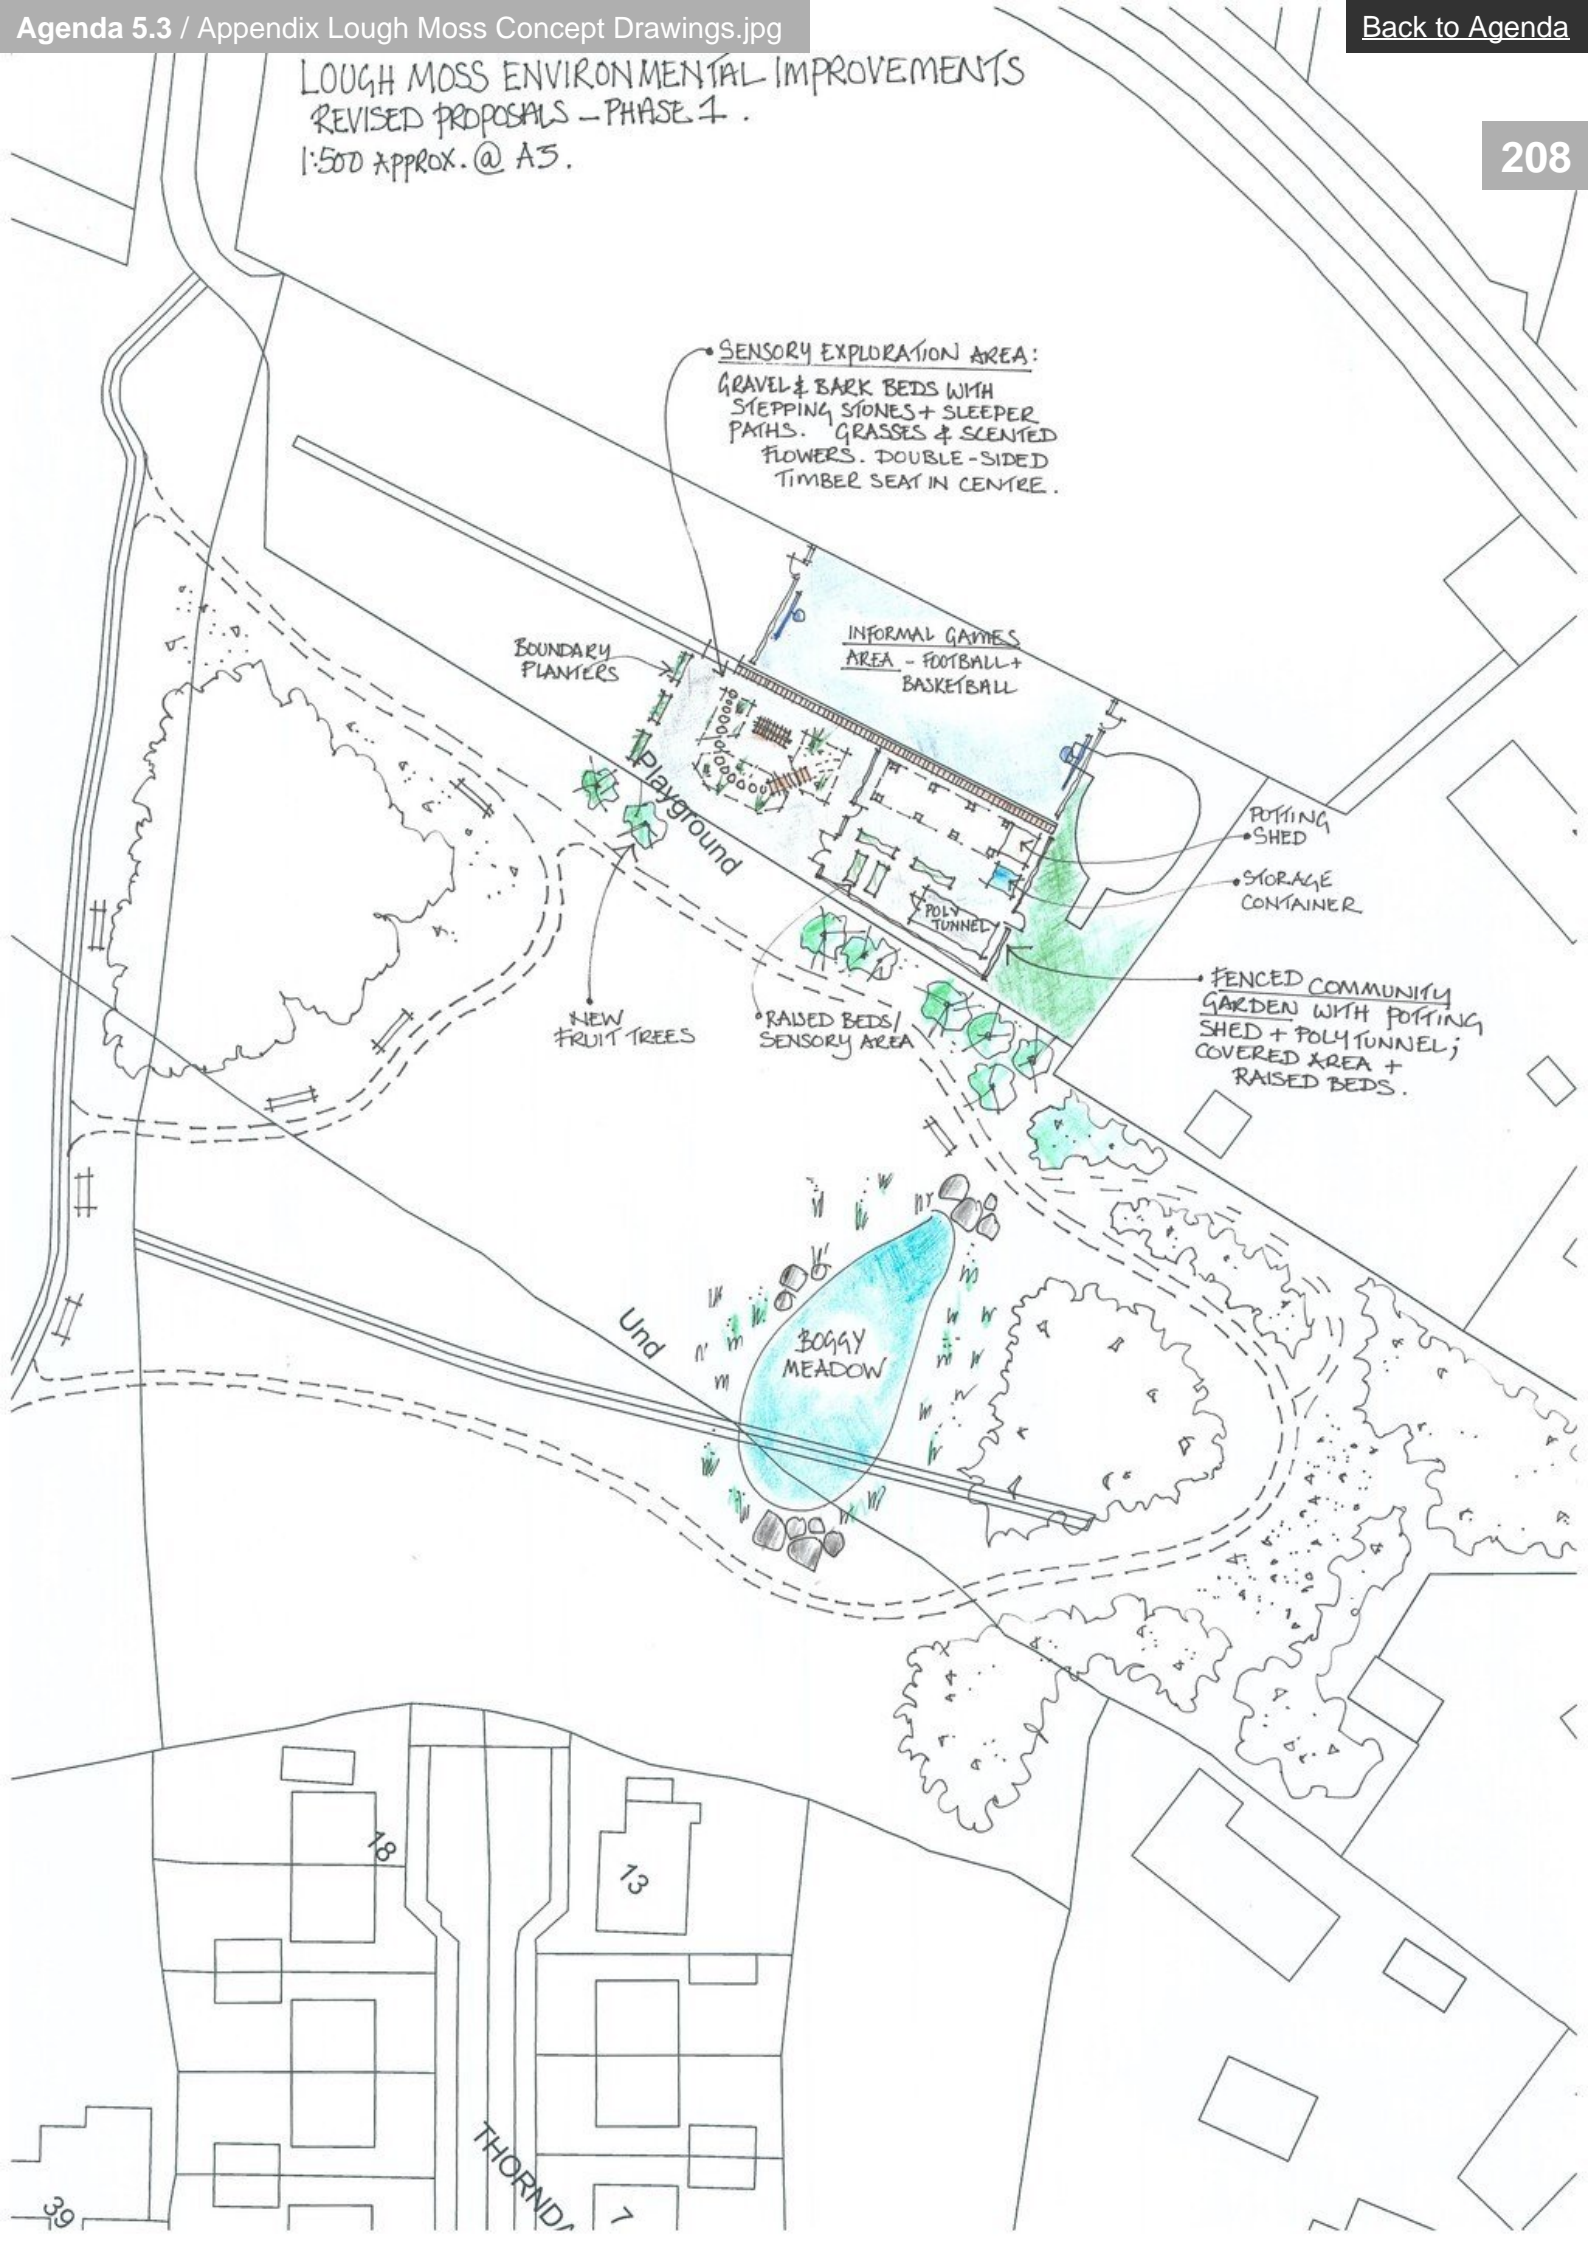 Agenda 5.3 / Appendix Lough Moss Concept Drawings.jpg
Back to Agenda
208
LOUGH MOSS ENVIRONMENTAL IMPROVEMENTS
REVISED PROPOSALS - PHASE 1.
1:500 APPROX. @ A3.
SENSORY EXPLORATION AREA:
GRAVEL & BARK BEDS WITH
STEPPING STONES + SLEEPER
PATHS. GRASSES & SCENTED
FLOWERS. DOUBLE-SIDED
TIMBER SEAT IN CENTRE.
BOUNDARY
PLANTERS
INFORMAL GAMES
AREA - FOOTBALL +
BASKETBALL
Playground
POTTING
SHED
STORAGE
CONTAINER
POLY
TUNNEL
FENCED COMMUNITY
GARDEN WITH POTTING
SHED + POLYTUNNEL;
COVERED AREA +
RAISED BEDS.
NEW
FRUIT TREES
RAISED BEDS/
SENSORY AREA
Und
BOGGY
MEADOW
18
13
THORNDA
39
7